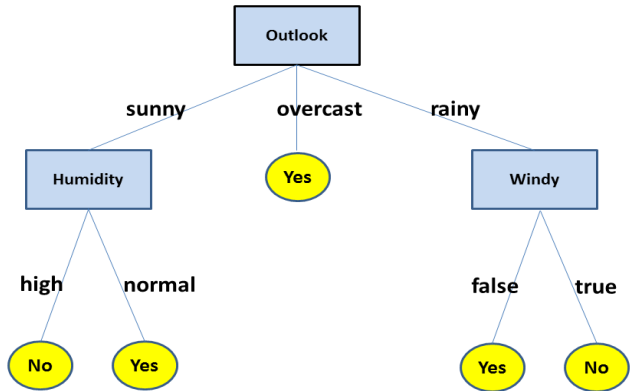 Outlook
sunny overcast rainy
Humidity Yes Windy
high normal false true
No Yes Yes No